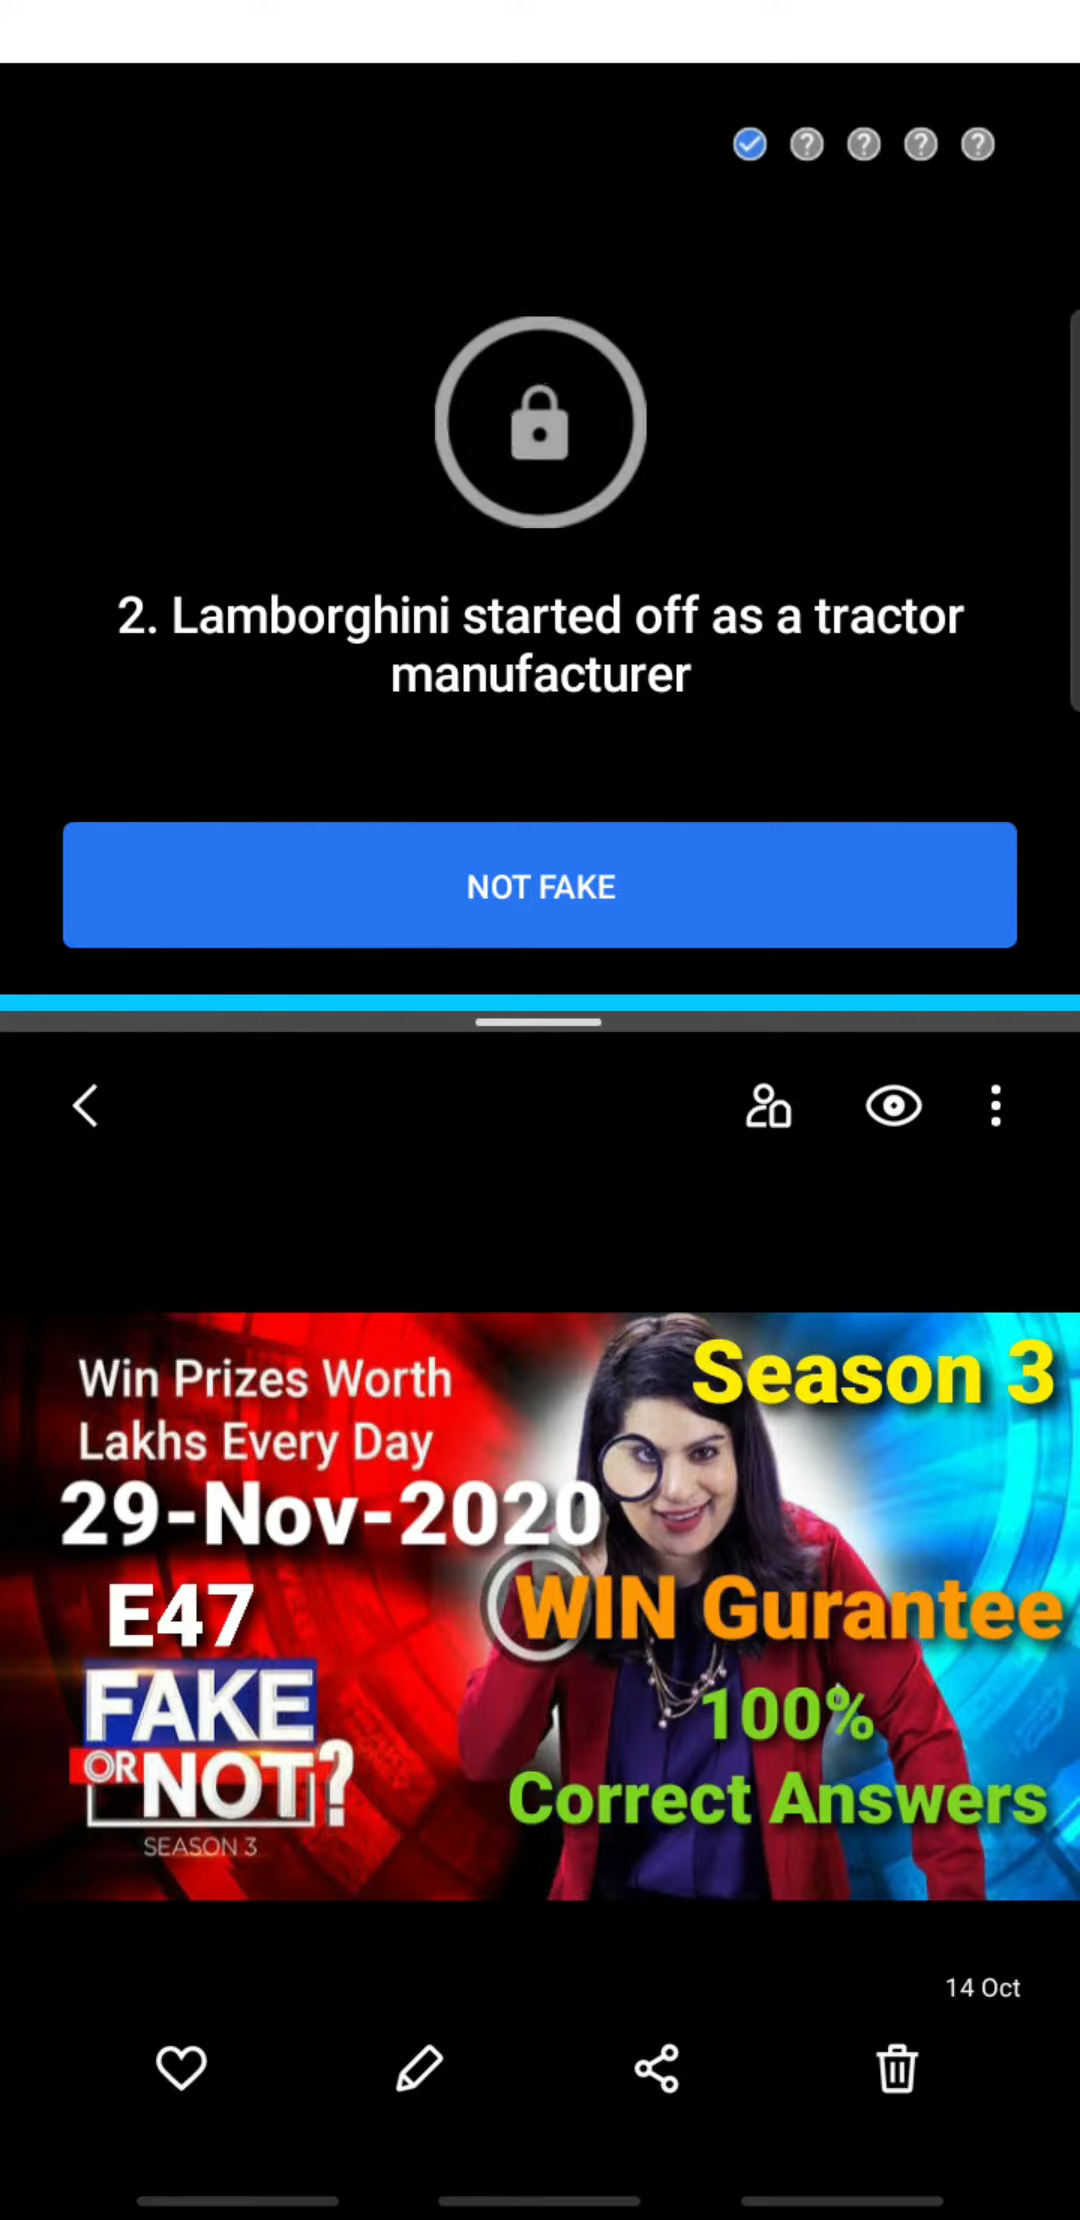 2. Lamborghini started off as a tractor
manufacturer
NOT FAKE
Season 3
Win Prizes Worth
Lakhs Every Day
29-Nov-2020
E47
WIN Gurantee
FAKE
OR NOT?
SEASON 3
100%
Correct Answers
14 Oct